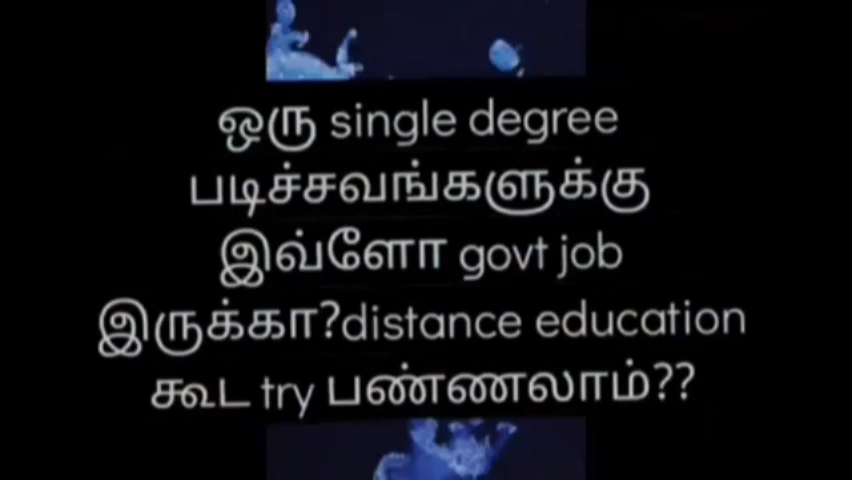 ஒரு single degree
படிச்சவங்களுக்கு
இவ்ளோ govt job
இருக்கா?distance education
கூட try பண்ணலாம்??